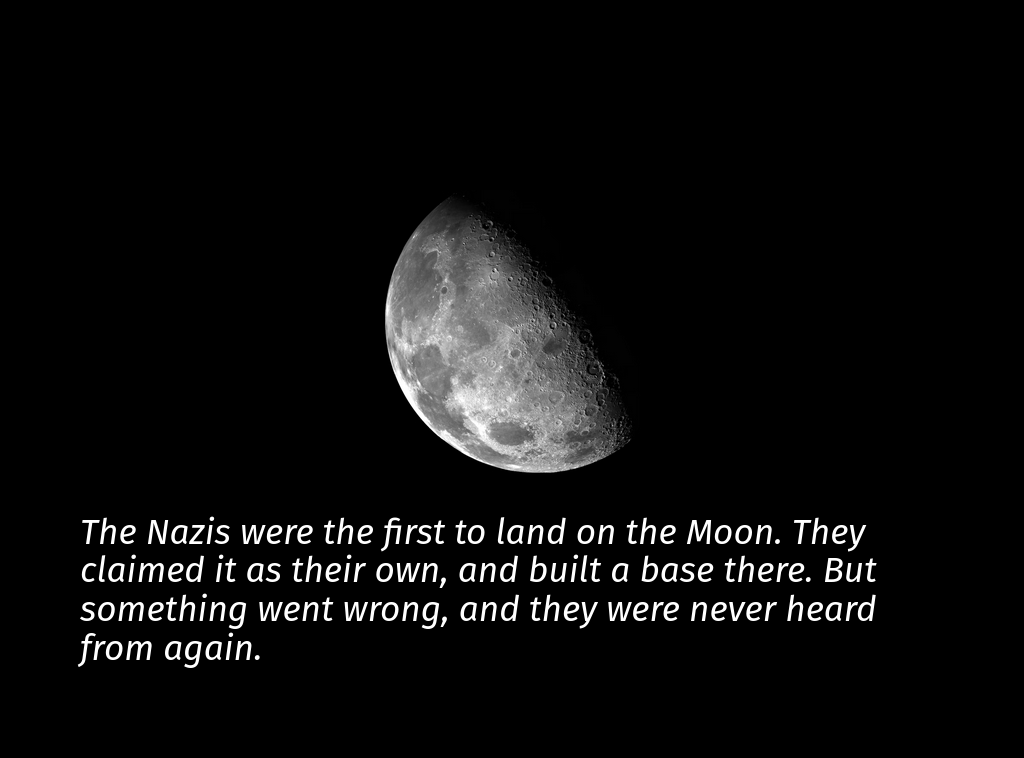 The Nazis were the first to land on the Moon. They
claimed it as their own, and built a base there. But
something went wrong, and they were never heard
from again.